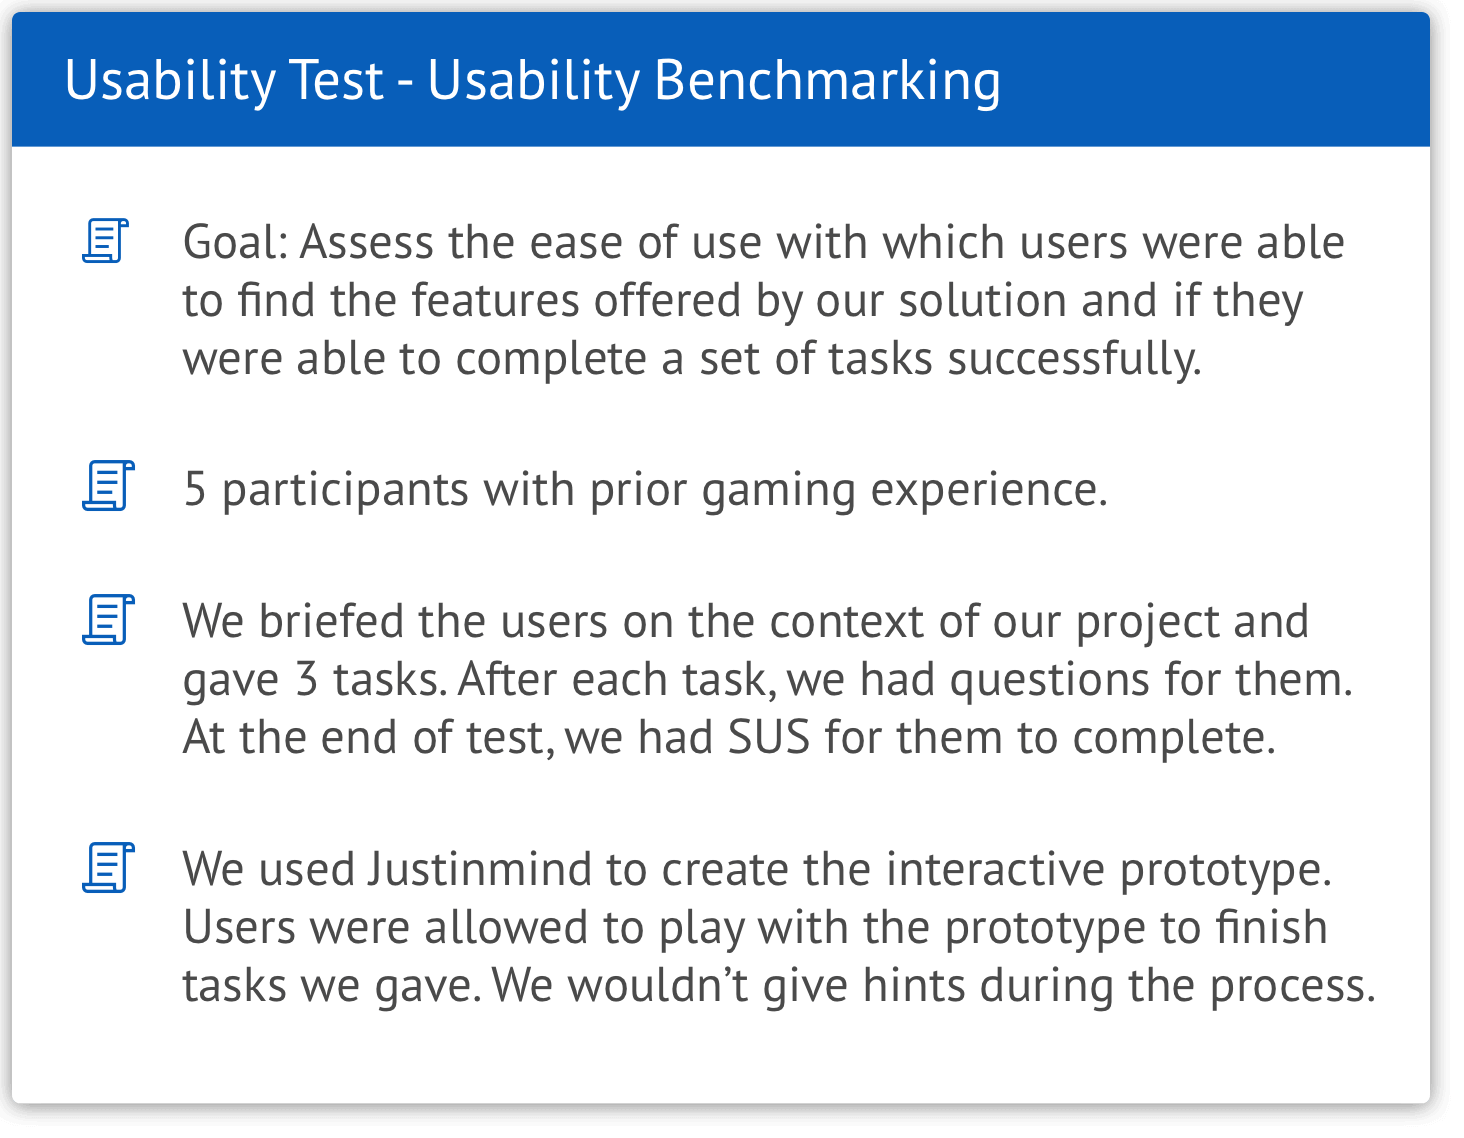 Usability Test - Usability Benchmarking
Goal: Assess the ease of use with which users were able
to find the features offered by our solution and if they
were able to complete a set of tasks successfully.
5 participants with prior gaming experience.
We briefed the users on the context of our project and
gave 3 tasks. After each task, we had questions for them.
At the end of test, we had SUS for them to complete.
We used Justinmind to create the interactive prototype.
Users were allowed to play with the prototype to finish
tasks we gave. We wouldn’t give hints during the process.